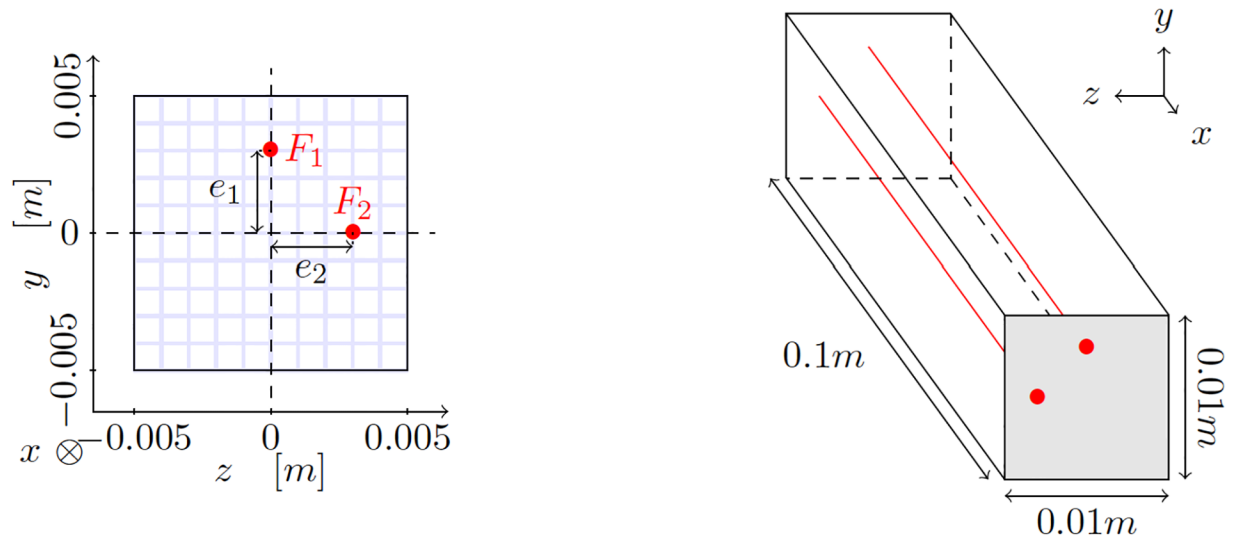 0.005
F₁
e₁
F₂
[m]
0
y
e₂
−0.005
x ⊗
−0.005
0
0.005
z [m]
y
z
x
0.1m
0.01m
0.01m